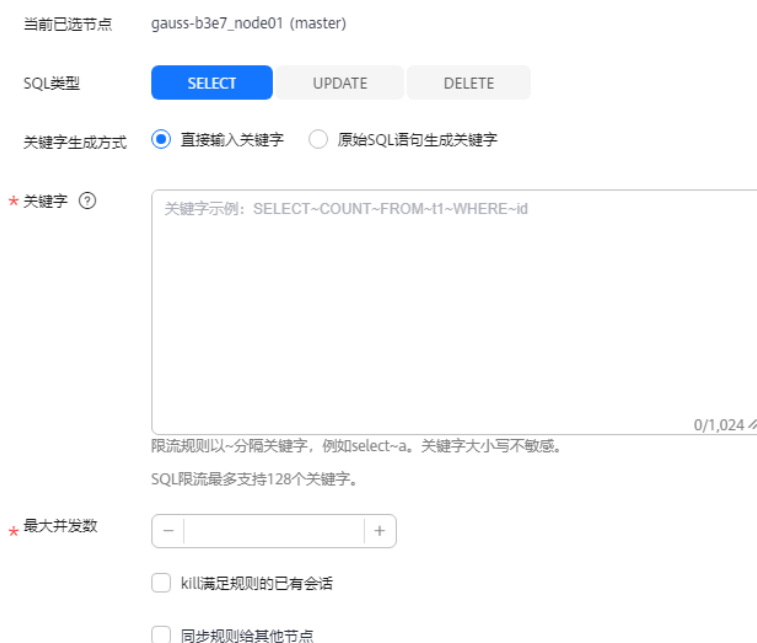 当前已选节点 gauss-b3e7_node01 (master)
SQL类型 SELECT UPDATE DELETE
关键字生成方式 直接输入关键字 原始SQL语句生成关键字
* 关键字 ?
关键字示例：SELECT~COUNT~FROM~t1~WHERE~id
0/1,024
限流规则以~分隔关键字，例如select~a。关键字大小写不敏感。
SQL限流最多支持128个关键字。
* 最大并发数 − +
kill满足规则的已有会话
同步规则给其他节点